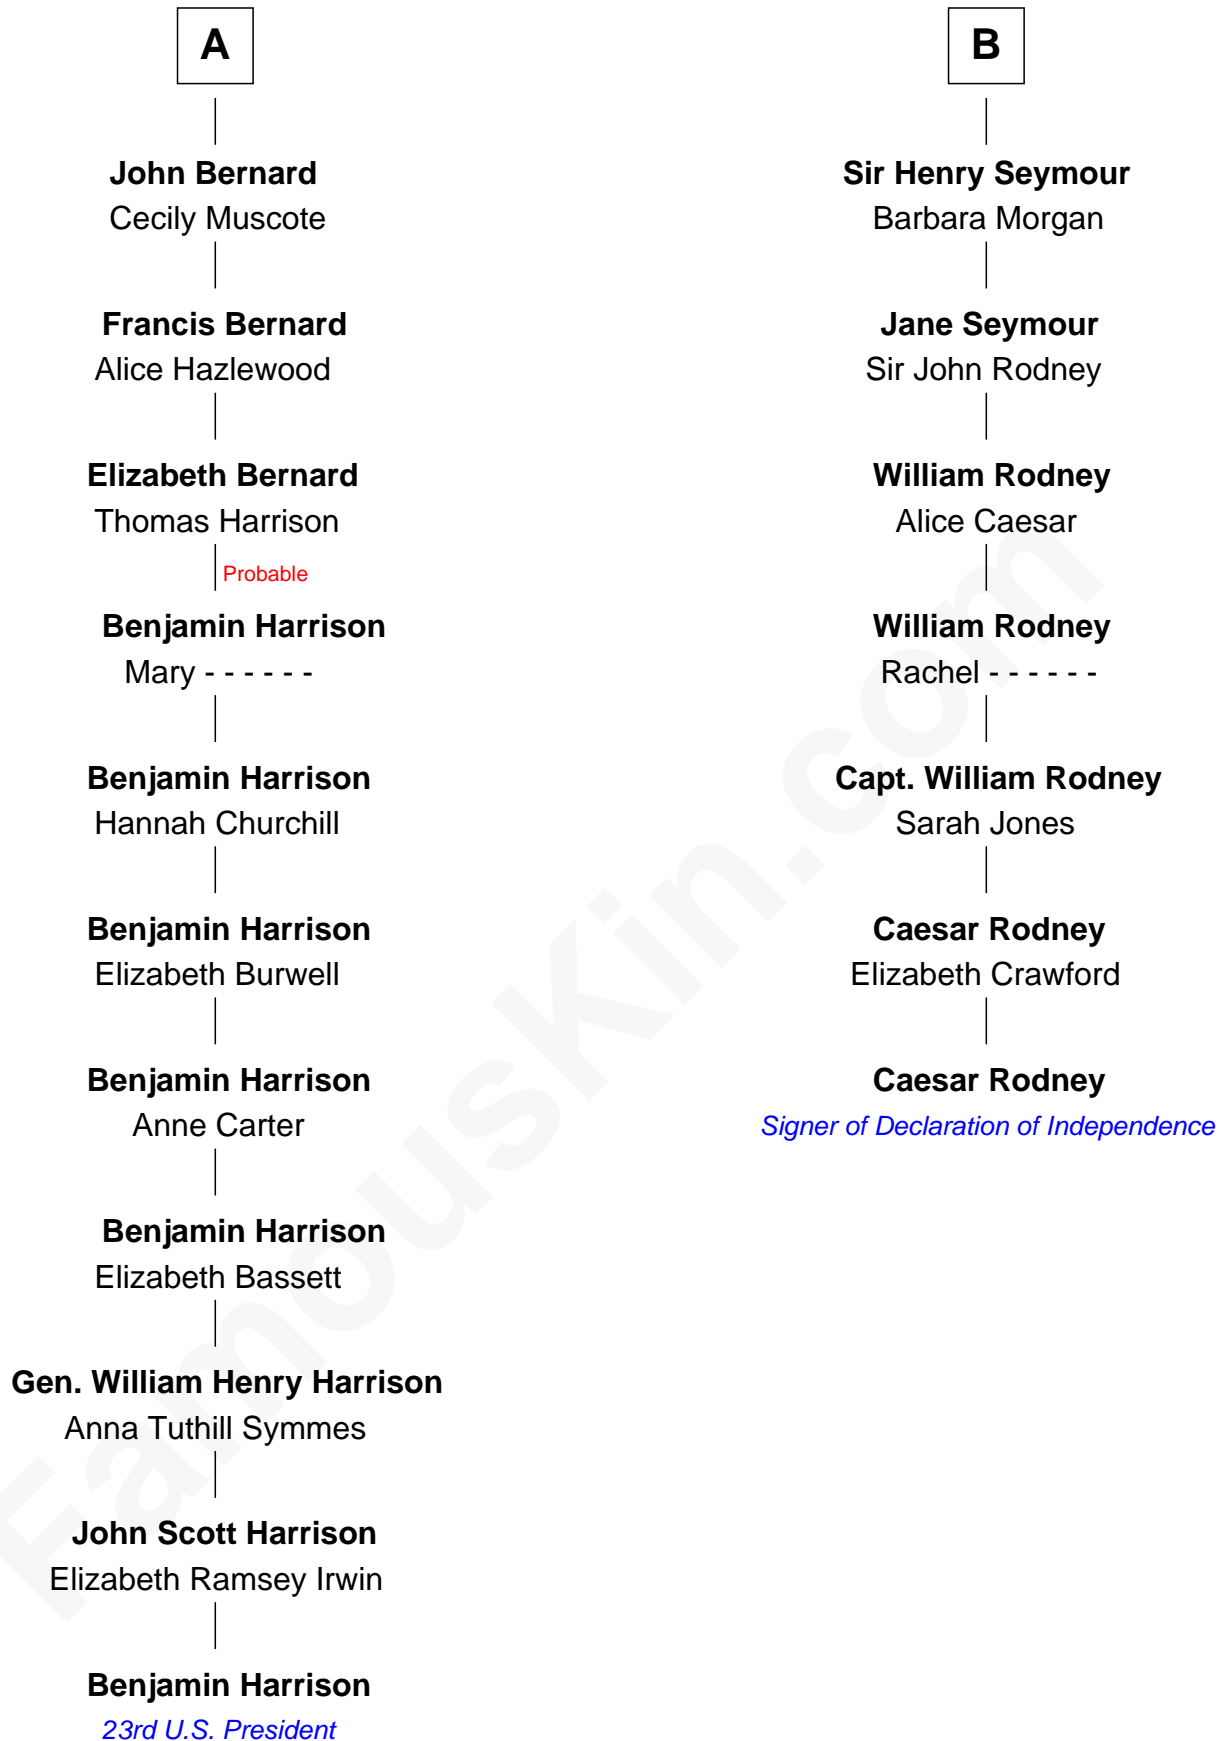 A
John Bernard
Cecily Muscote
Francis Bernard
Alice Hazlewood
Elizabeth Bernard
Thomas Harrison
Probable
Benjamin Harrison
Mary - - - - - -
Benjamin Harrison
Hannah Churchill
Benjamin Harrison
Elizabeth Burwell
Benjamin Harrison
Anne Carter
Benjamin Harrison
Elizabeth Bassett
Gen. William Henry Harrison
Anna Tuthill Symmes
John Scott Harrison
Elizabeth Ramsey Irwin
Benjamin Harrison
23rd U.S. President
B
Sir Henry Seymour
Barbara Morgan
Jane Seymour
Sir John Rodney
William Rodney
Alice Caesar
William Rodney
Rachel - - - - - -
Capt. William Rodney
Sarah Jones
Caesar Rodney
Elizabeth Crawford
Caesar Rodney
Signer of Declaration of Independence
FamousKin.com